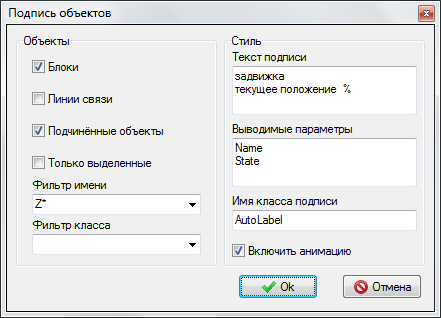 Подпись объектов
Объекты
Блоки
Линии связи
Подчинённые объекты
Только выделенные
Фильтр имени
Z*
Фильтр класса
Стиль
Текст подписи
задвижка
текущее положение %
Выводимые параметры
Name
State
Имя класса подписи
AutoLabel
Включить анимацию
Ok
Отмена